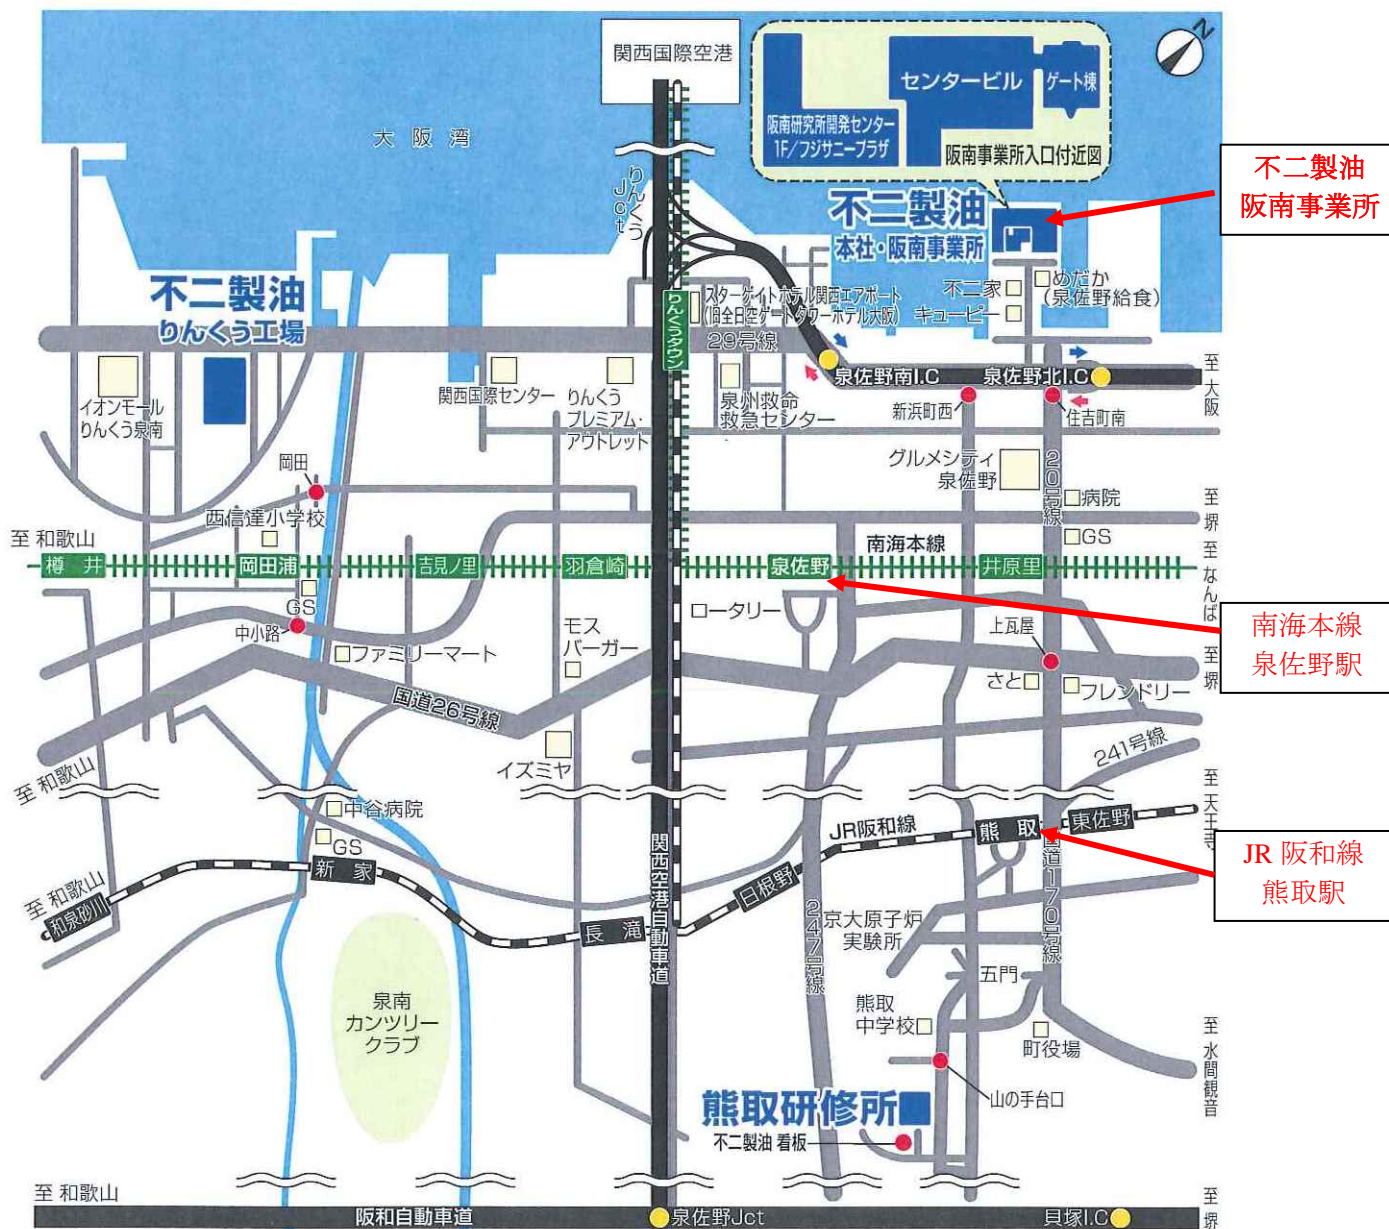 N
関西国際空港
センタービル
ゲート棟
阪南研究所開発センター
1F/フジサニープラザ
阪南事業所入口付近図
大阪湾
りんくう
Jct
不二製油
阪南事業所
不二製油
本社・阪南事業所
不二家
キューピー
めだか
(泉佐野給食)
不二製油
りんくう工場
りんくうタウン
スターゲイトホテル関西エアポート
(旧全日空ゲートタワーホテル大阪)
29号線
泉佐野南I.C
泉佐野北I.C
至大阪
イオンモール
りんくう泉南
関西国際センター
りんくう
プレミアム・
アウトレット
泉州救命
救急センター
新浜町西
住吉町南
グルメシティ
泉佐野
20号線
病院
GS
至堺
岡田
西信達小学校
至 和歌山
南海本線
至なんば
樽井
岡田浦
吉見ノ里
羽倉崎
泉佐野
井原里
GS
中小路
ファミリーマート
モス
バーガー
ロータリー
上瓦屋
さと
フレンドリー
至堺
南海本線
泉佐野駅
国道26号線
イズミヤ
241号線
至 和歌山
至天王寺
中谷病院
GS
JR阪和線
熊取
東佐野
JR 阪和線
熊取駅
新家
至 和歌山
和泉砂川
長滝
日根野
関西空港自動車道
247号線
国道170号線
京大原子炉
実験所
五門
泉南
カンツリー
クラブ
熊取
中学校
町役場
至水間観音
山の手台口
熊取研修所
不二製油 看板
至 和歌山
阪和自動車道
泉佐野Jct
貝塚I.C
至堺